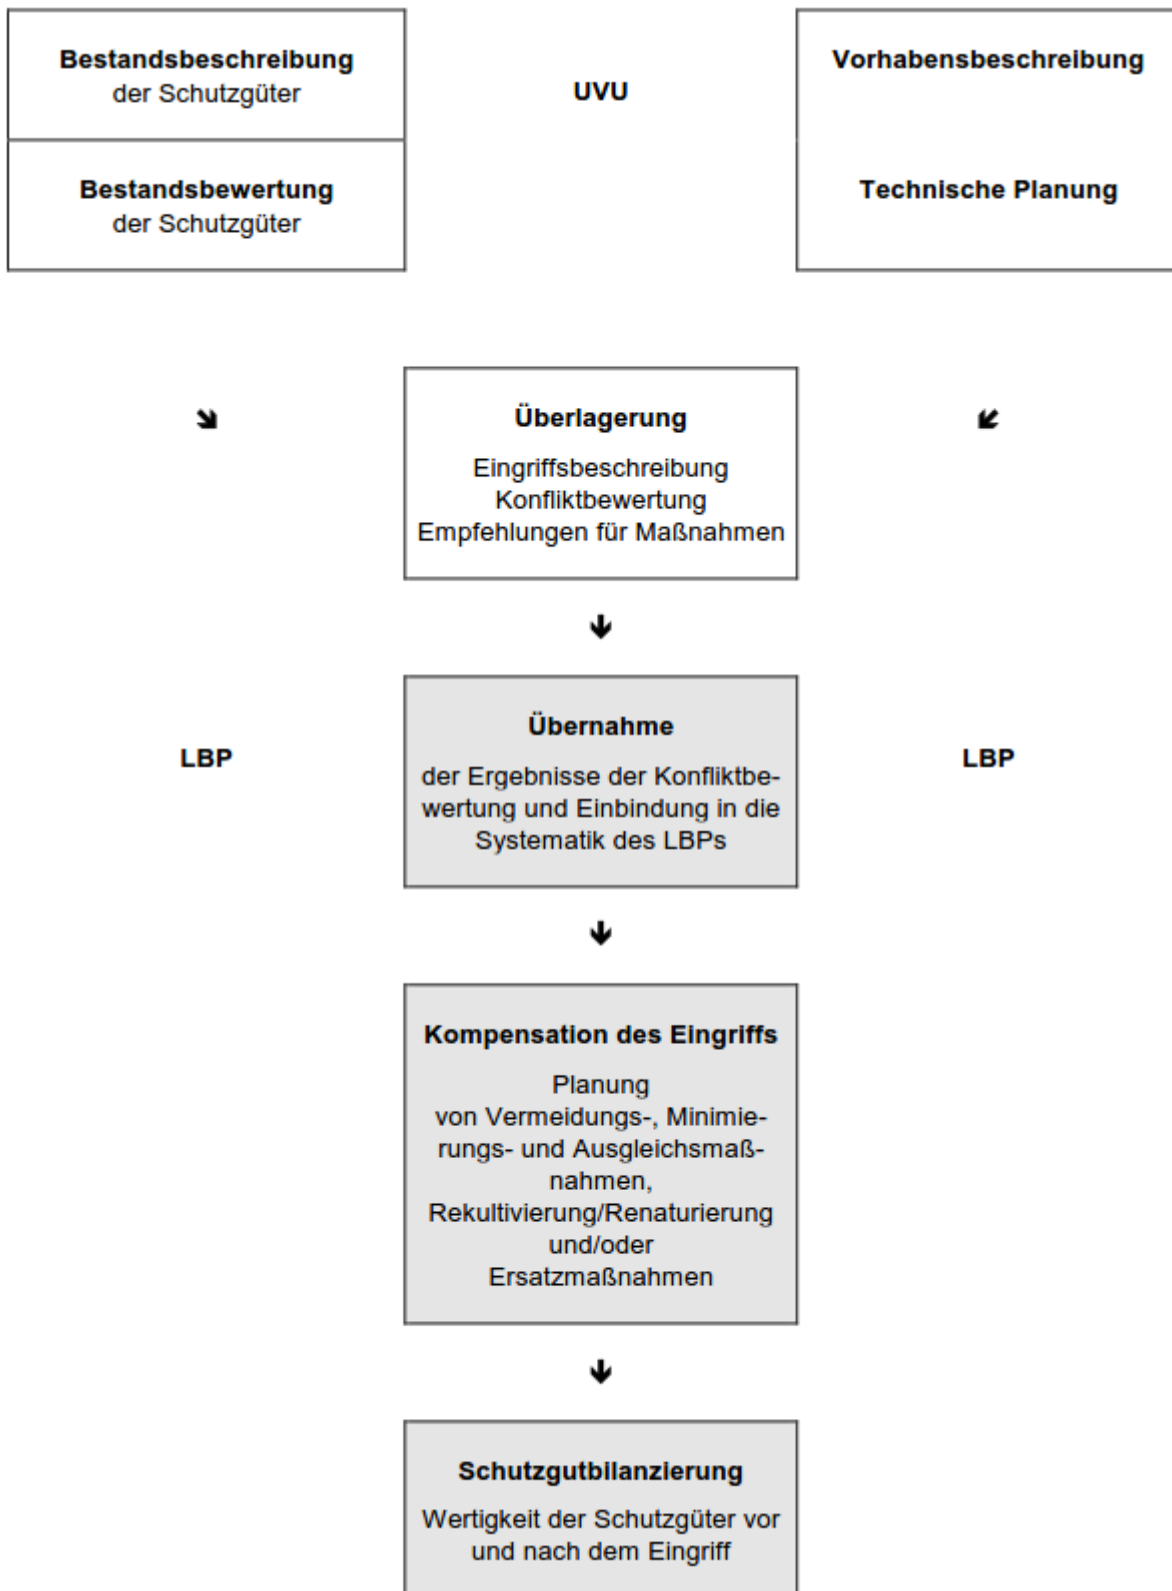 Bestandsbeschreibung
der Schutzgüter
UVU
Vorhabensbeschreibung
Bestandsbewertung
der Schutzgüter
Technische Planung
Überlagerung
Eingriffsbeschreibung
Konfliktbewertung
Empfehlungen für Maßnahmen
LBP
Übernahme
der Ergebnisse der Konfliktbe-
wertung und Einbindung in die
Systematik des LBPs
LBP
Kompensation des Eingriffs
Planung
von Vermeidungs-, Minimie-
rungs- und Ausgleichsmaß-
nahmen,
Rekultivierung/Renaturierung
und/oder
Ersatzmaßnahmen
Schutzgutbilanzierung
Wertigkeit der Schutzgüter vor
und nach dem Eingriff